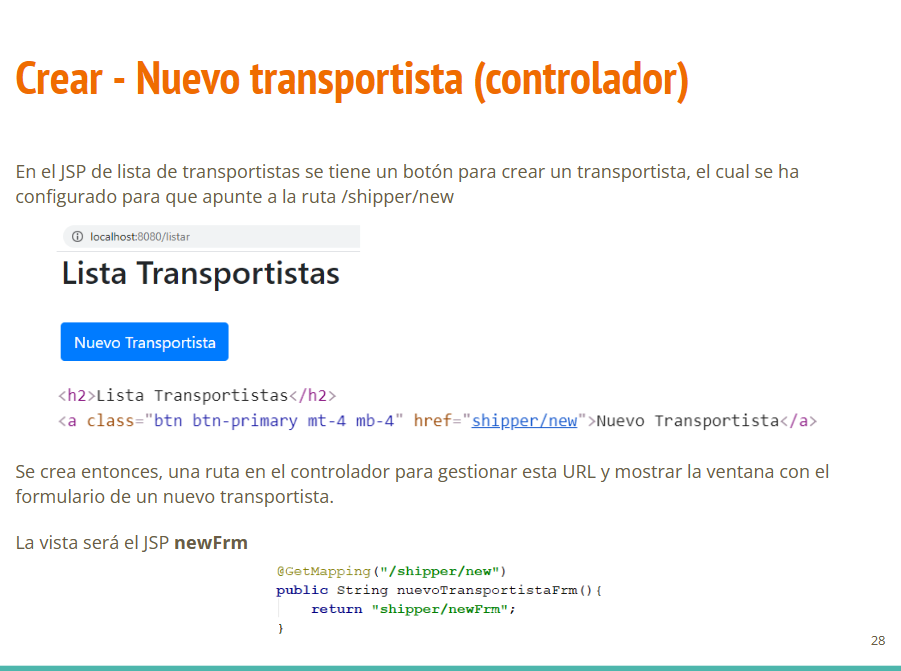 Crear - Nuevo transportista (controlador)
En el JSP de lista de transportistas se tiene un botón para crear un transportista, el cual se ha
configurado para que apunte a la ruta /shipper/new
localhost:8080/listar
Lista Transportistas
Nuevo Transportista
<h2>Lista Transportistas</h2>
<a class="btn btn-primary mt-4 mb-4" href="shipper/new">Nuevo Transportista</a>
Se crea entonces, una ruta en el controlador para gestionar esta URL y mostrar la ventana con el
formulario de un nuevo transportista.
La vista será el JSP newFrm
@GetMapping("/shipper/new")
public String nuevoTransportistaFrm(){
    return "shipper/newFrm";
}
28